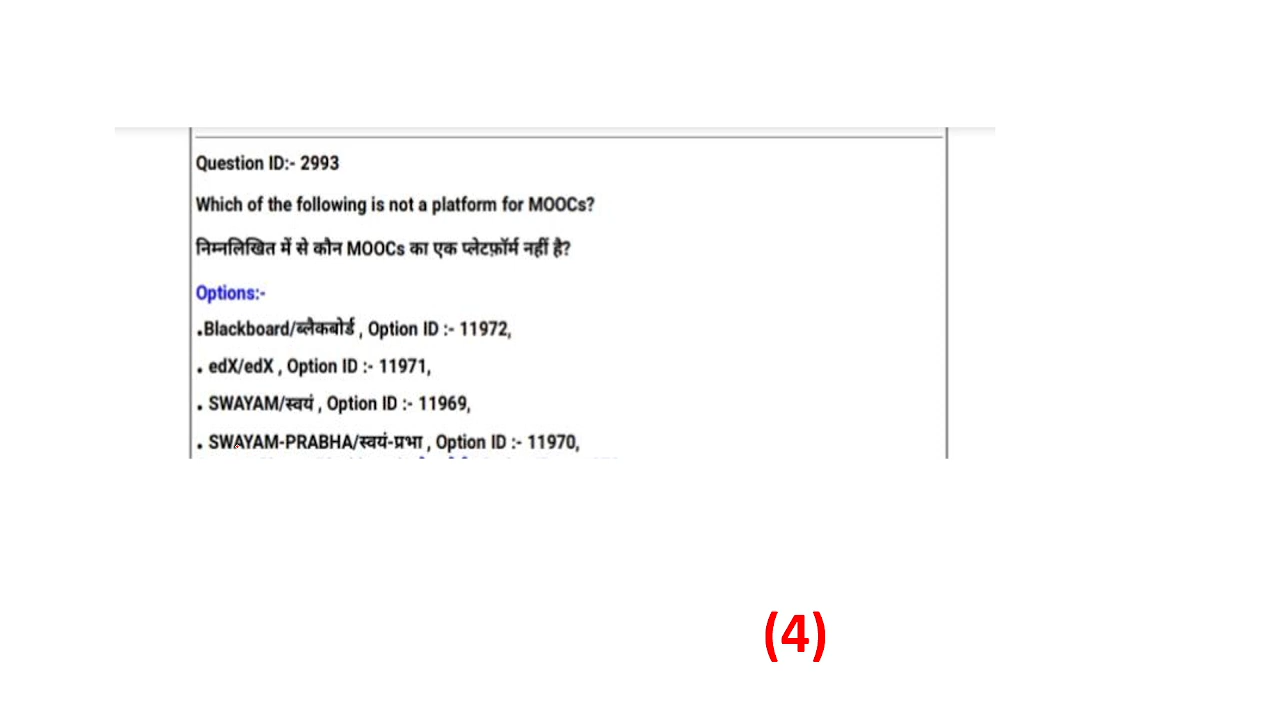 Question ID:- 2993
Which of the following is not a platform for MOOCs?
निम्नलिखित में से कौन MOOCs का एक प्लेटफ़ॉर्म नहीं है?
Options:-
.Blackboard/ब्लैकबोर्ड , Option ID :- 11972,
. edX/edX , Option ID :- 11971,
. SWAYAM/स्वयं , Option ID :- 11969,
. SWAYAM-PRABHA/स्वयं-प्रभा , Option ID :- 11970,
(4)